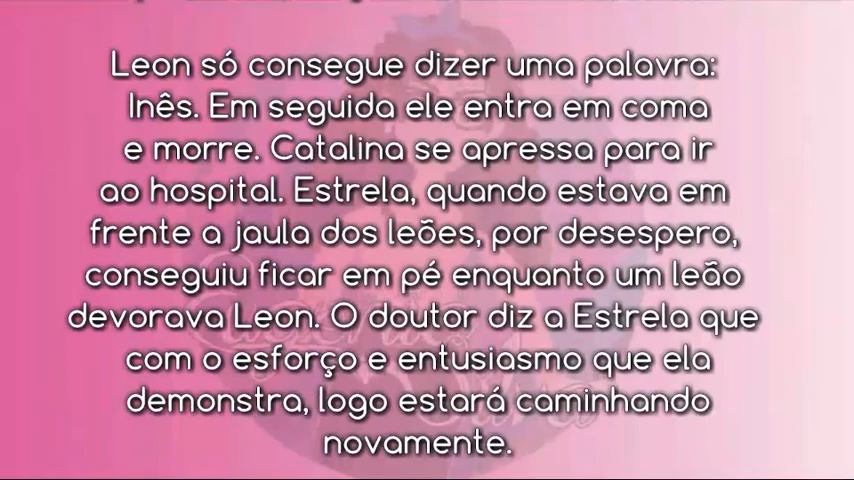 Leon só consegue dizer uma palavra:
Inês. Em seguida ele entra em coma
e morre. Catalina se apressa para ir
ao hospital. Estrela, quando estava em
frente a jaula dos leões, por desespero,
conseguiu ficar em pé enquanto um leão
devorava Leon. O doutor diz a Estrela que
com o esforço e entusiasmo que ela
demonstra, logo estará caminhando
novamente.